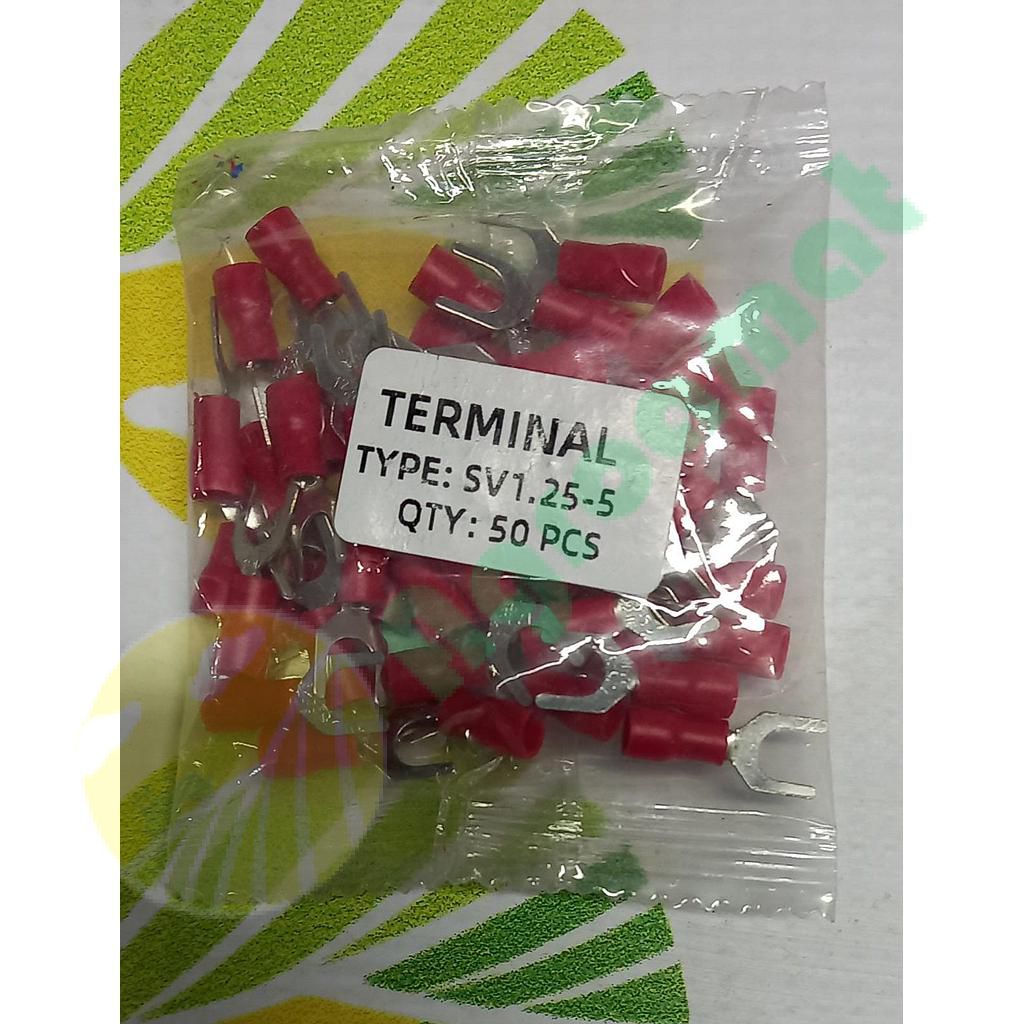 TERMINAL
TYPE: SV1.25-5
QTY: 50 PCS